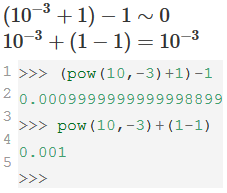 (10⁻³ + 1) − 1 ∼ 0
10⁻³ + (1 − 1) = 10⁻³
1 >>> (pow(10,-3)+1)-1
2 0.0009999999999998899
3 >>> pow(10,-3)+(1-1)
4 0.001
5 >>>